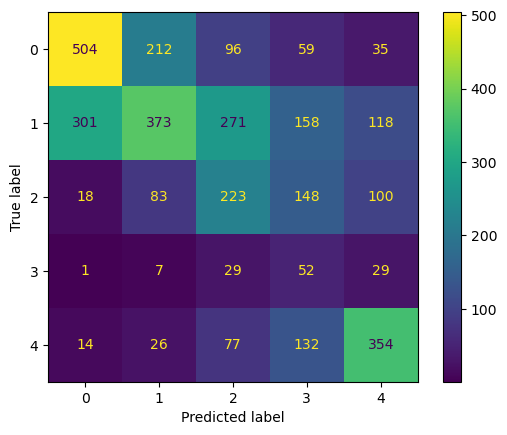 0 504 212 96 59 35
1 301 373 271 158 118
2 18 83 223 148 100
3 1 7 29 52 29
4 14 26 77 132 354
0 1 2 3 4
Predicted label
True label
500
400
300
200
100